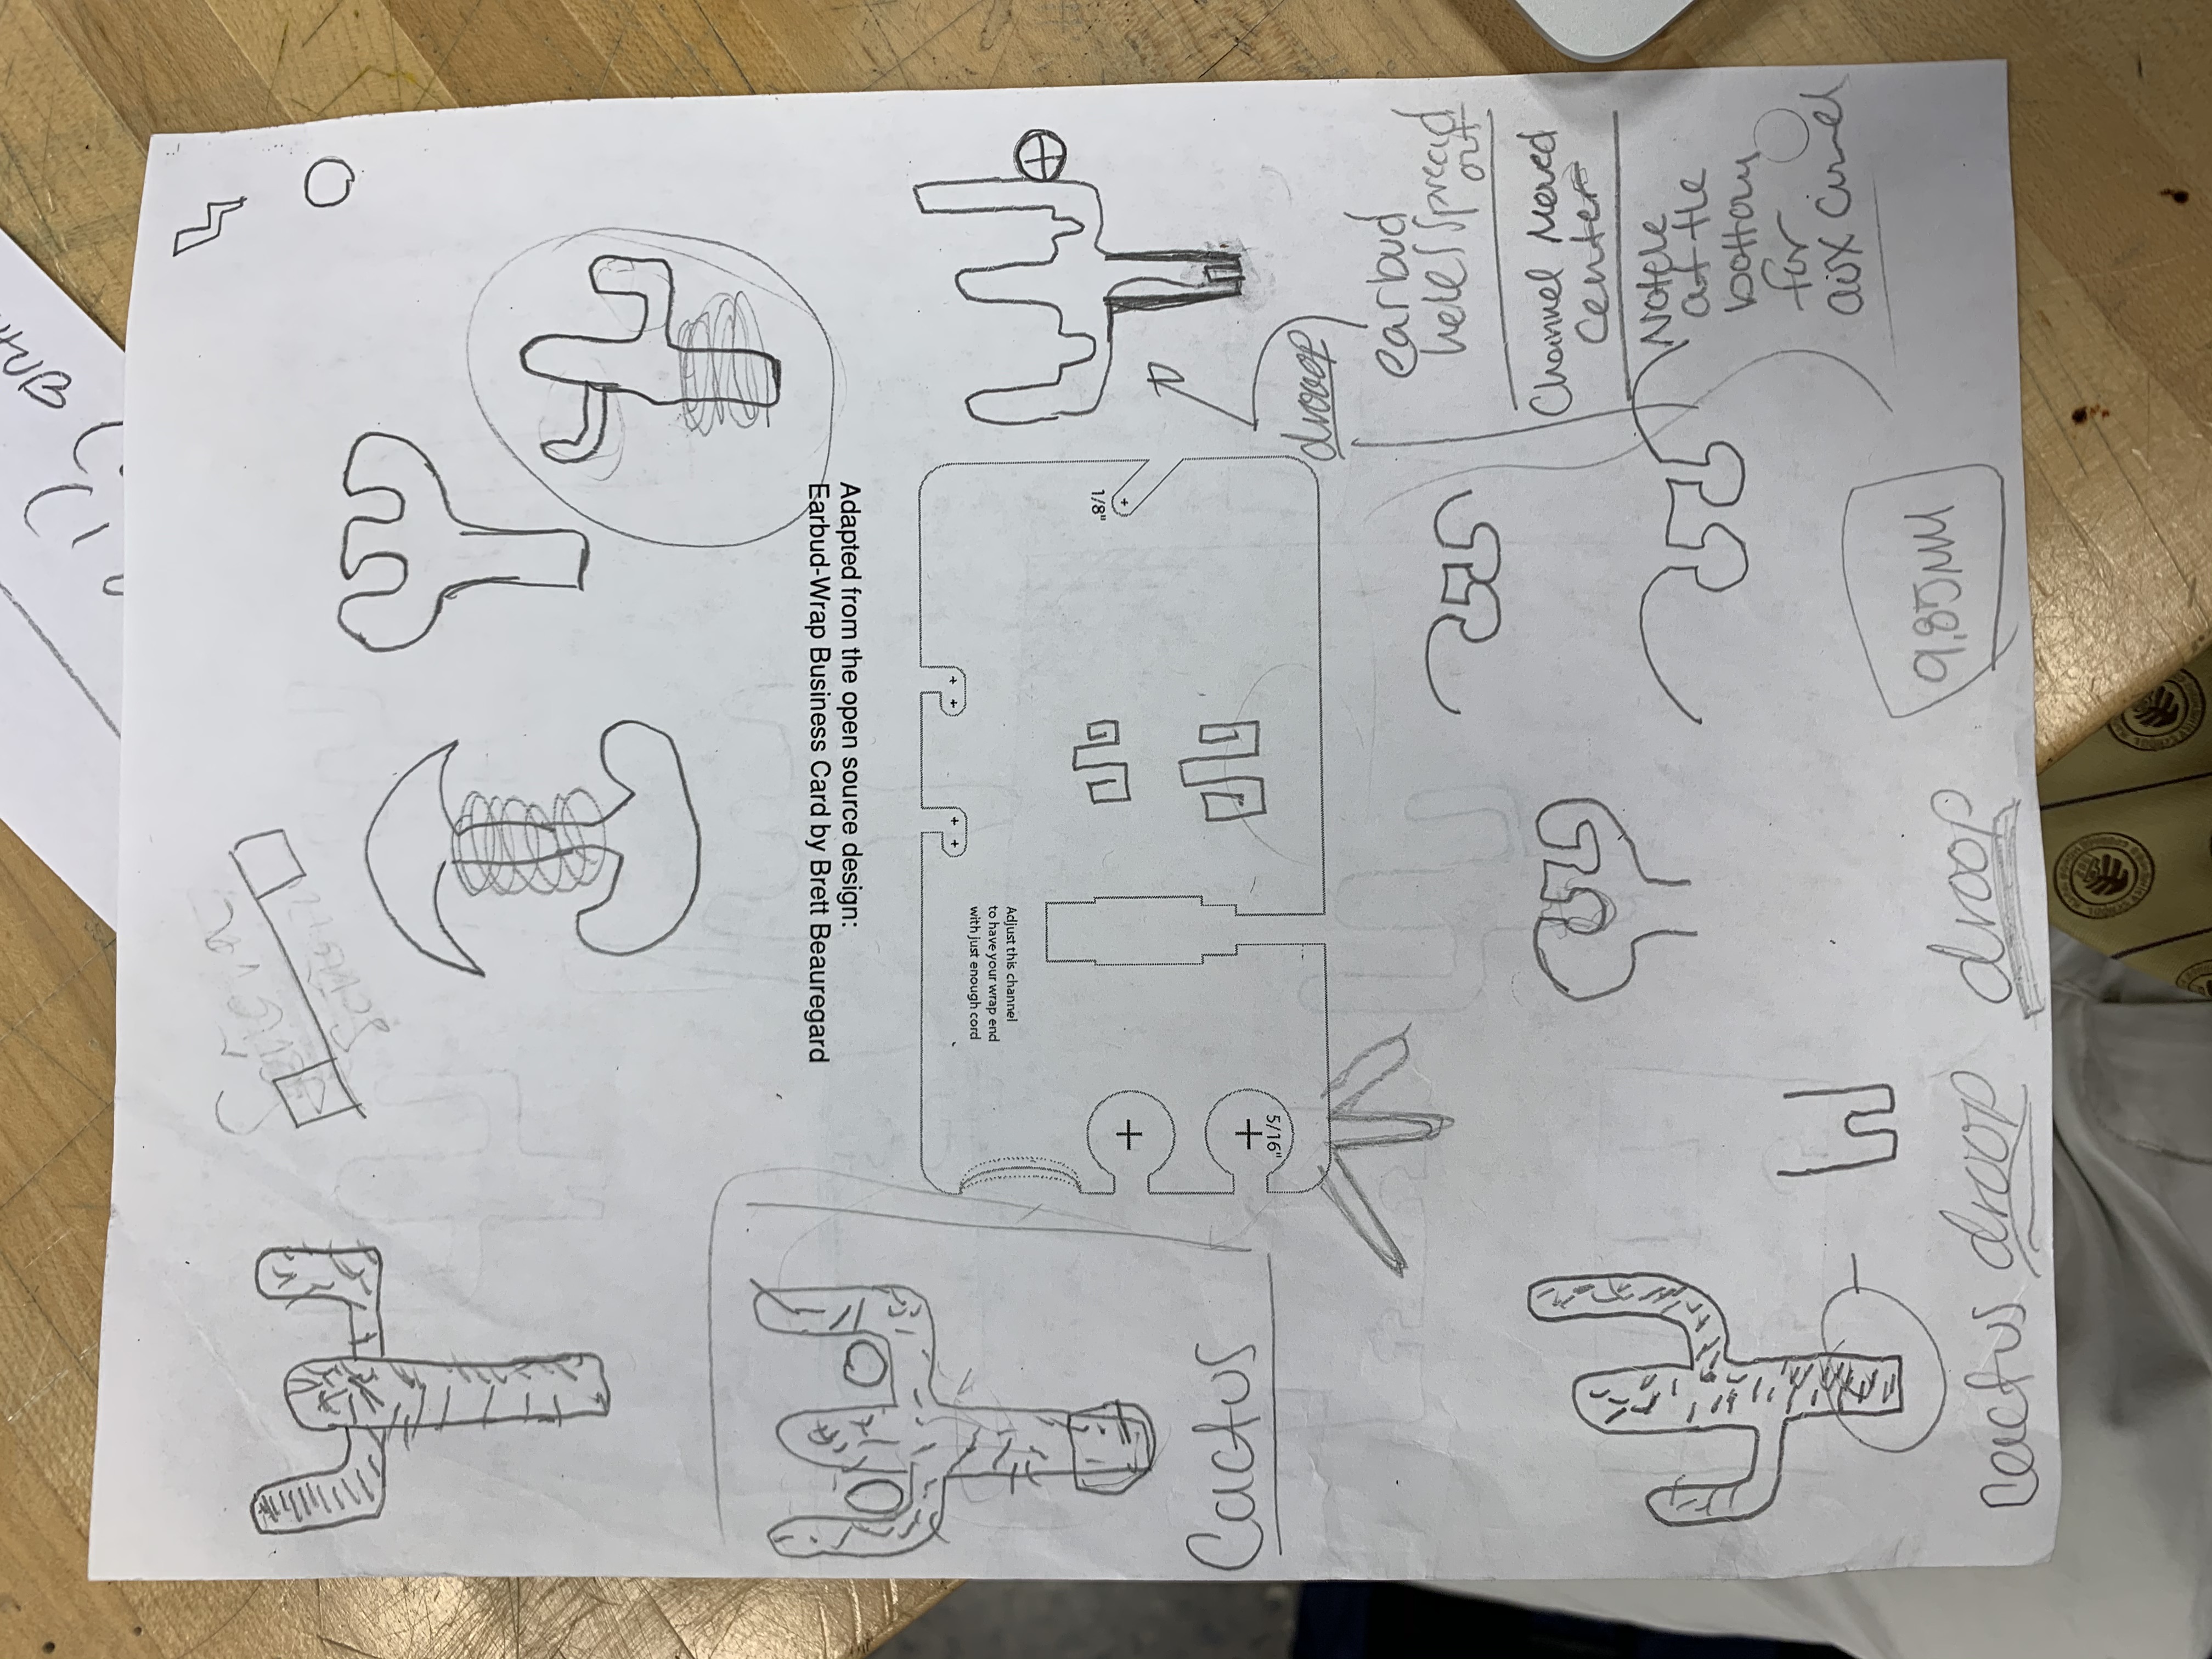 Señora
Adapted from the open source design:
Earbud-Wrap Business Card by Brett Beauregard
Adjust this channel
to have your wrap end
with just enough cord
1/8"
5/16"
Cactus
drooop
earbud
holes spread
out
Channel Moved
Center
Notch
at the
bottom
for
aux
9.85MM
cactus droop droop